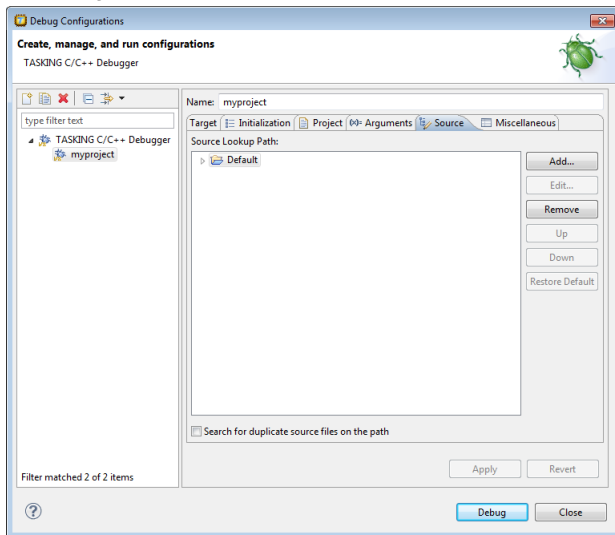 Debug Configurations
Create, manage, and run configurations
TASKING C/C++ Debugger
type filter text
TASKING C/C++ Debugger
myproject
Filter matched 2 of 2 items
Name: myproject
Target Initialization Project (x)= Arguments Source Miscellaneous
Source Lookup Path:
Default
Add...
Edit...
Remove
Up
Down
Restore Default
Search for duplicate source files on the path
Apply Revert
? Debug Close